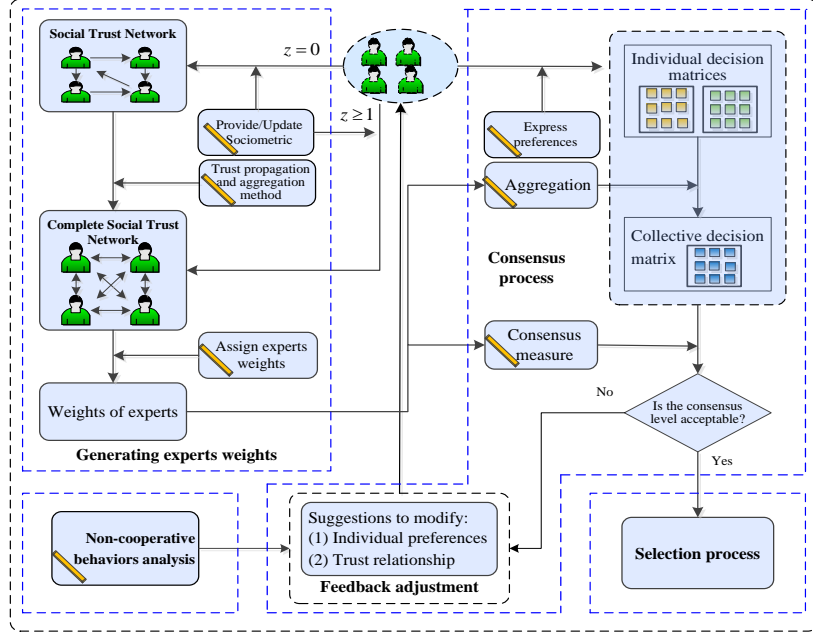 Social Trust Network
z = 0
Provide/Update
Sociometric
z ≥ 1
Trust propagation
and aggregation
method
Complete Social Trust
Network
Assign experts
weights
Weights of experts
Generating experts weights
Express
preferences
Individual decision
matrices
Aggregation
Collective decision
matrix
Consensus
process
Consensus
measure
No
Is the consensus
level acceptable?
Yes
Non-cooperative
behaviors analysis
Suggestions to modify:
(1) Individual preferences
(2) Trust relationship
Feedback adjustment
Selection process